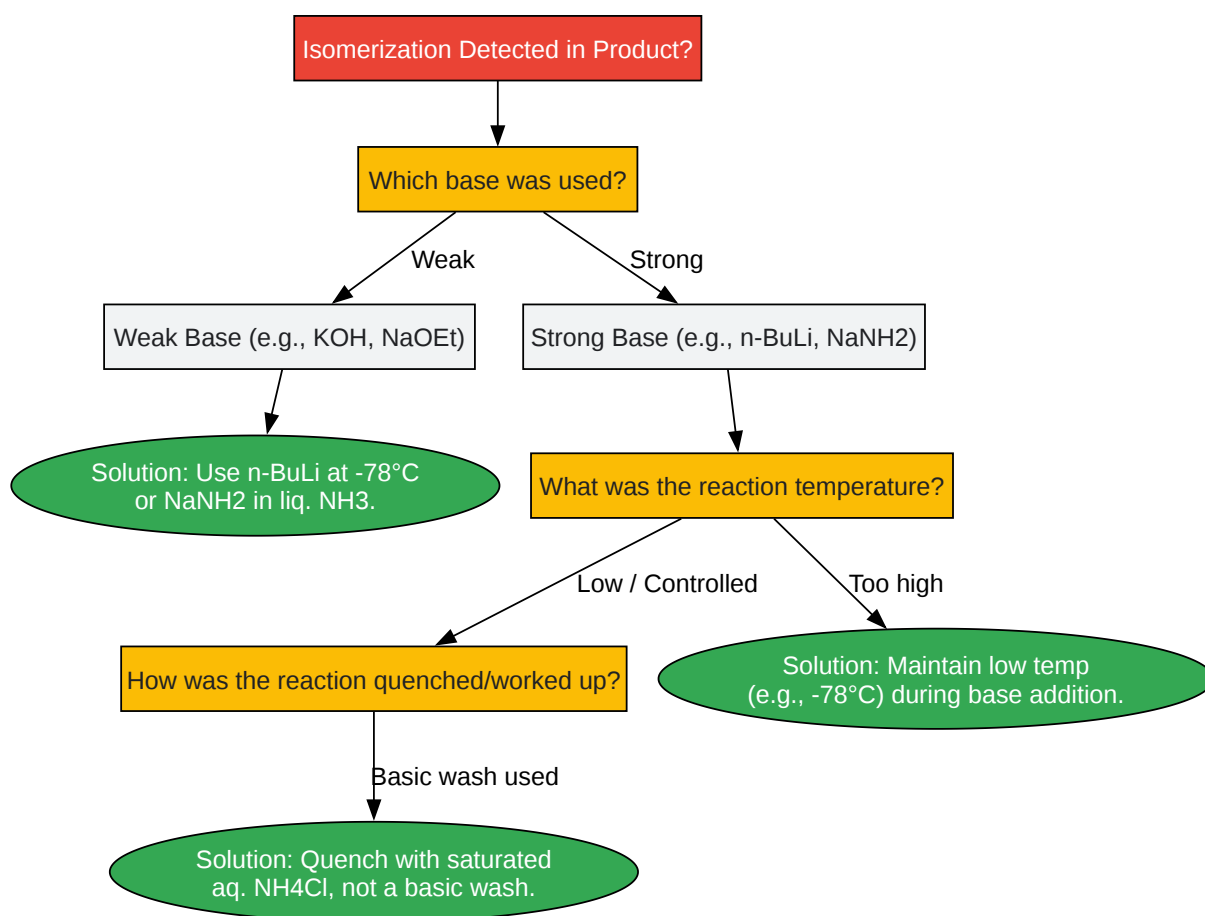 Isomerization Detected in Product?
Which base was used?
Weak
Strong
Weak Base (e.g., KOH, NaOEt)
Strong Base (e.g., n-BuLi, NaNH2)
Solution: Use n-BuLi at -78°C
or NaNH2 in liq. NH3.
What was the reaction temperature?
Low / Controlled
Too high
How was the reaction quenched/worked up?
Solution: Maintain low temp
(e.g., -78°C) during base addition.
Basic wash used
Solution: Quench with saturated
aq. NH4Cl, not a basic wash.